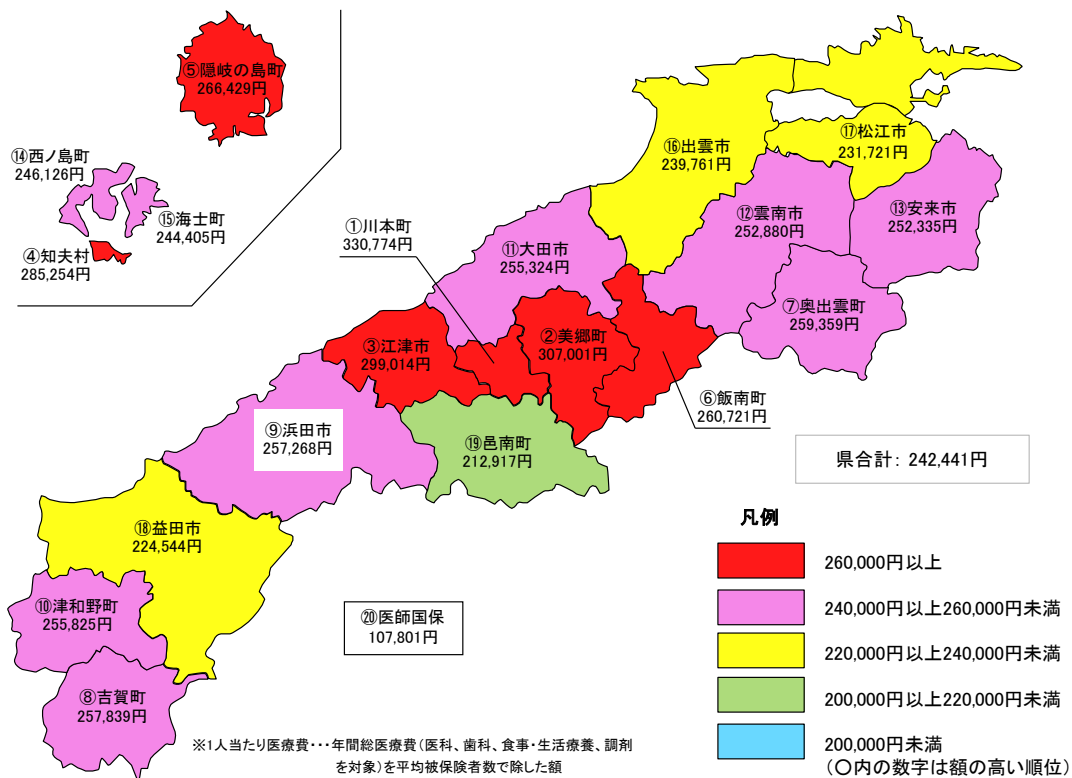 ⑤隠岐の島町
266,429円
⑭西ノ島町
246,126円
⑮海士町
244,405円
④知夫村
285,254円
①川本町
330,774円
⑪大田市
255,324円
⑯出雲市
239,761円
⑰松江市
231,721円
⑫雲南市
252,880円
⑬安来市
252,335円
⑦奥出雲町
259,359円
②美郷町
307,001円
③江津市
299,014円
⑥飯南町
260,721円
⑨浜田市
257,268円
⑲邑南町
212,917円
県合計: 242,441円
⑱益田市
224,544円
⑩津和野町
255,825円
⑧吉賀町
257,839円
⑳医師国保
107,801円
凡例
260,000円以上
240,000円以上260,000円未満
220,000円以上240,000円未満
200,000円以上220,000円未満
200,000円未満
(○内の数字は額の高い順位)
※1人当たり医療費・・・年間総医療費(医科、歯科、食事・生活療養、調剤
を対象)を平均被保険者数で除した額